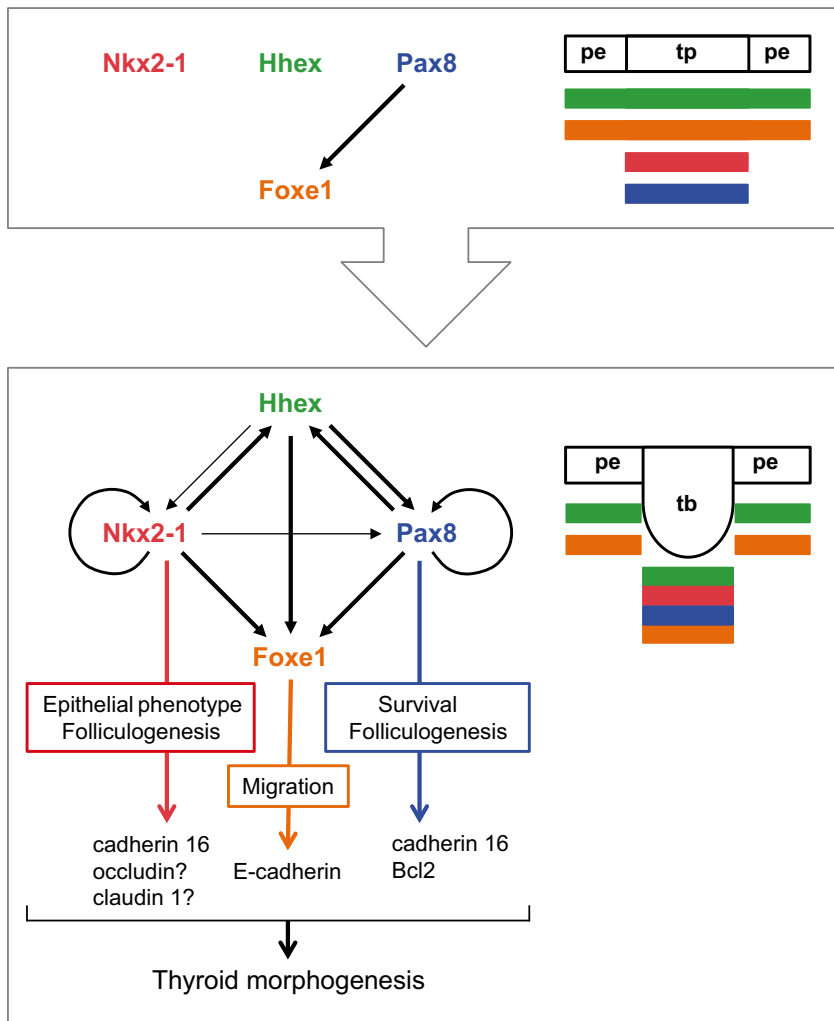 Nkx2-1 Hhex Pax8
Foxe1
pe tp pe
Hhex
Nkx2-1 Pax8
Foxe1
Epithelial phenotype
Folliculogenesis
Survival
Folliculogenesis
Migration
cadherin 16
occludin?
claudin 1?
E-cadherin
cadherin 16
Bcl2
Thyroid morphogenesis
pe tb pe